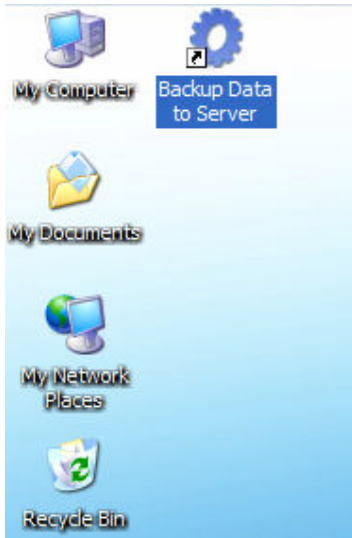 My Computer
Backup Data
to Server
My Documents
My Network
Places
Recycle Bin